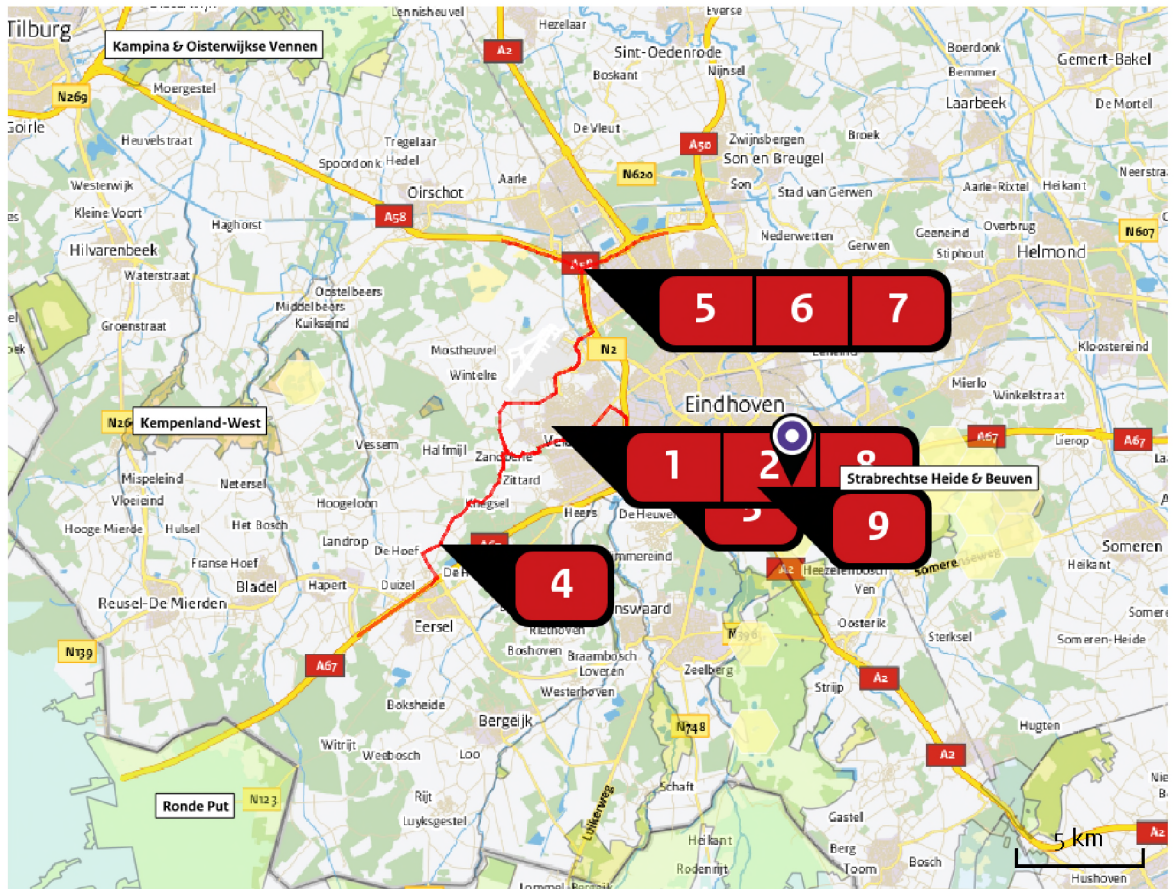 Lennisheuvel
Everse
Hezelaar
Tilburg
Kampina & Oisterwijkse Vennen
A2
Sint-Oedenrode
Boerdonk
Gemert-Bakel
Boskant
Nijnsel
Bemmer
N269
Moergestel
Laarbeek
De Mortel
Goirle
De Vleut
Heuvelstraat
Tregelaar
A50
Zwijnsbergen
Broek
Spoordonk
Hedel
Son en Breugel
Aarle
N620
Westerwijk
Oirschot
Son
Stad van Gerwen
Aarle-Rixtel
Heikant
Kleine Voort
A58
Haghorst
Nederwetten
Geeneind
Overbrug
N607
Hilvarenbeek
Gerwen
Stiphout
Helmond
Waterstraat
Oostelbeers
Middelbeers
5
6
7
Groenstraat
Kuikseind
Mostheuvel
N2
Kloostereind
Wintelre
Mierlo
Winkelstraat
Eindhoven
Kempenland-West
A67
Lierop
A67
Vessem
Halfmijl
Zittard
1
2
8
Strabrechtse Heide & Beuven
Mispeleind
Netersel
Vloeieind
Hoogeloon
Knegsel
Heers
De Heuvel
3
9
Hooge Mierde
Hulsel
Het Bosch
Landrop
De Hoef
A67
Someren
Franse Hoef
A2
Heezerenbosch
Heikant
Bladel
Hapert
Duizel
4
Ven
Reusel-De Mierden
Eersel
Riethoven
Oosterik
Sterksel
Someren-Heide
N139
Boshoven
Braambosch
Loveren
Zeelberg
A67
Westerhoven
Strijp
A2
Boksheide
Bergeijk
N748
Hugten
Witrijt
Weebosch
Loo
A2
Ronde Put
N123
Rijt
Schaft
Luyksgestel
Luikerweg
Gastel
5 km
A2
Heikant
Berg
Toom
Bosch
Rodenrijt
Hushoven